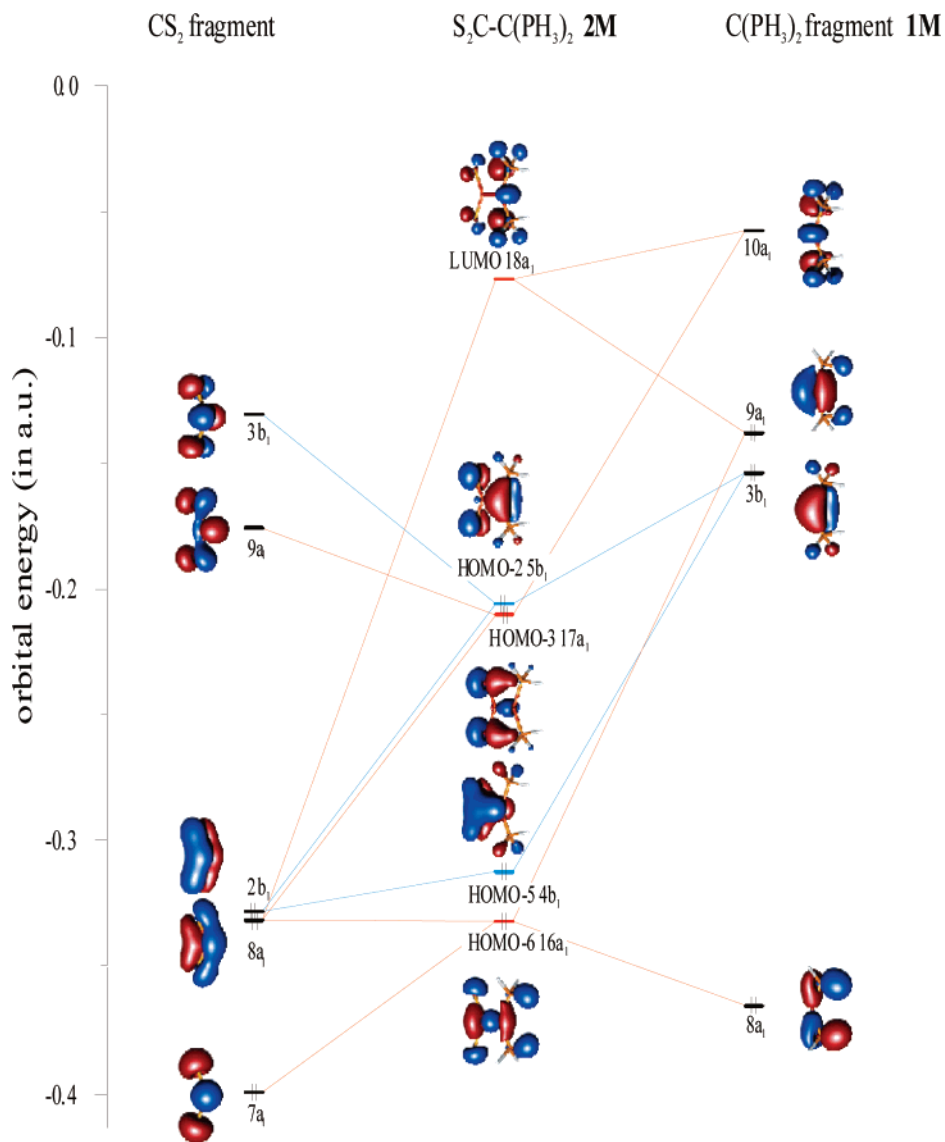 CS₂ fragment S₂C-C(PH₃)₂ 2M C(PH₃)₂ fragment 1M
orbital energy (in a.u.)
0.0
-0.1
-0.2
-0.3
-0.4
3b₁
9a₁
2b₁
8a₁
7a₁
LUMO 18a₁
HOMO-2 5b₁
HOMO-3 17a₁
HOMO-5 4b₁
HOMO-6 16a₁
10a₁
9a₁
3b₁
8a₁